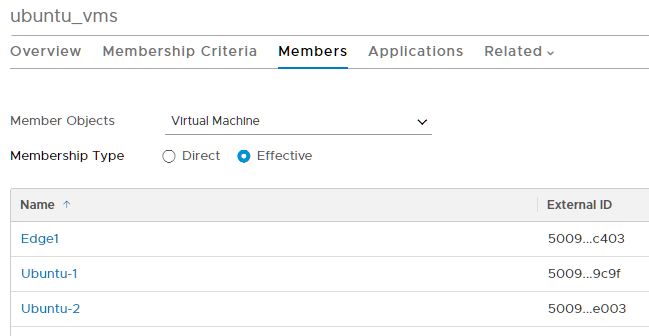 ubuntu_vms
Overview Membership Criteria Members Applications Related
Member Objects Virtual Machine
Membership Type Direct Effective
Name External ID
Edge1 5009...c403
Ubuntu-1 5009...9c9f
Ubuntu-2 5009...e003